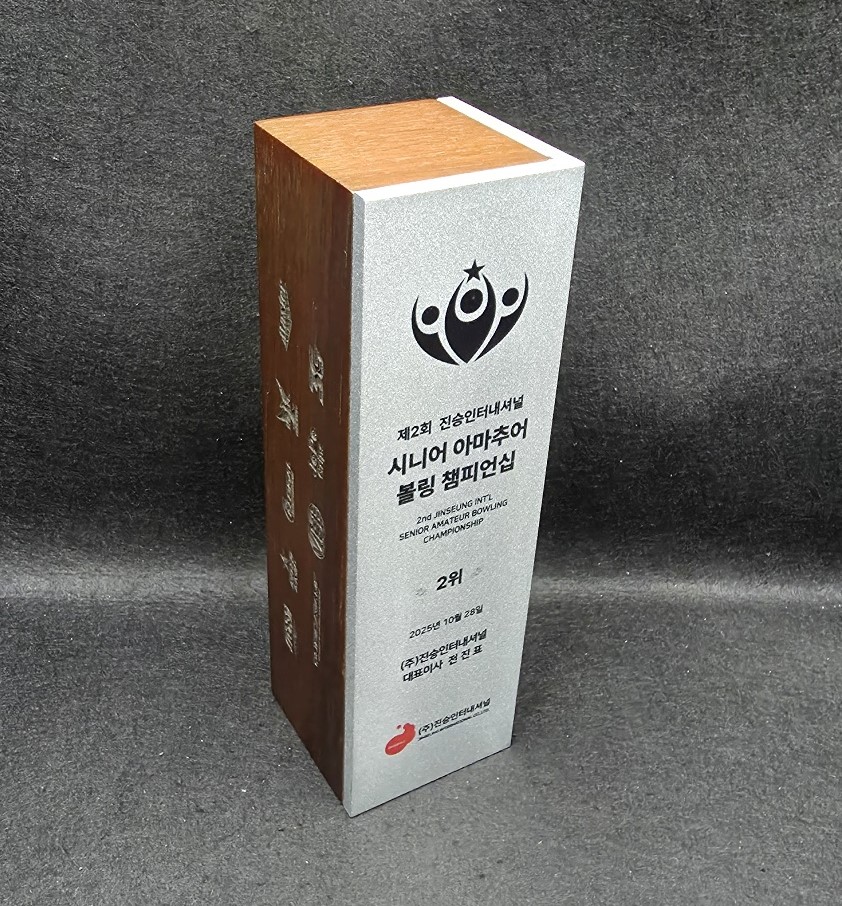 제2회 진승인터내셔널
시니어 아마추어
볼링 챔피언십
2nd JINSEUNG INT'L
SENIOR AMATEUR BOWLING
CHAMPIONSHIP
2위
2025년 10월 28일
(주)진승인터내셔널
대표이사 전 진 표
(주)진승인터내셔널